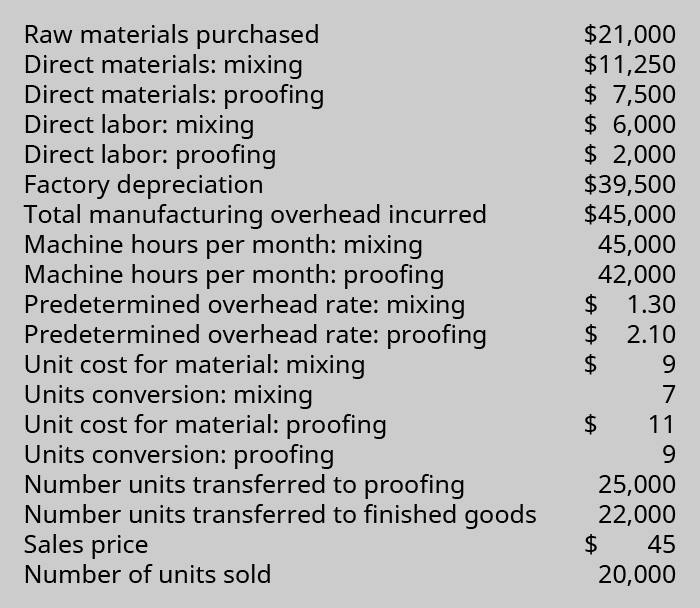 Raw materials purchased $21,000
Direct materials: mixing $11,250
Direct materials: proofing $ 7,500
Direct labor: mixing $ 6,000
Direct labor: proofing $ 2,000
Factory depreciation $39,500
Total manufacturing overhead incurred $45,000
Machine hours per month: mixing 45,000
Machine hours per month: proofing 42,000
Predetermined overhead rate: mixing $ 1.30
Predetermined overhead rate: proofing $ 2.10
Unit cost for material: mixing $ 9
Units conversion: mixing 7
Unit cost for material: proofing $ 11
Units conversion: proofing 9
Number units transferred to proofing 25,000
Number units transferred to finished goods 22,000
Sales price $ 45
Number of units sold 20,000